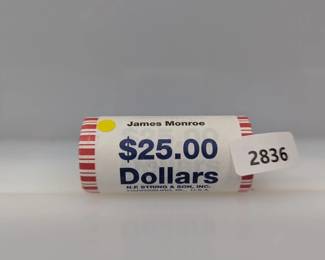 James Monroe
$25.00
Dollars
N.F. STRING & SON, INC.
2836